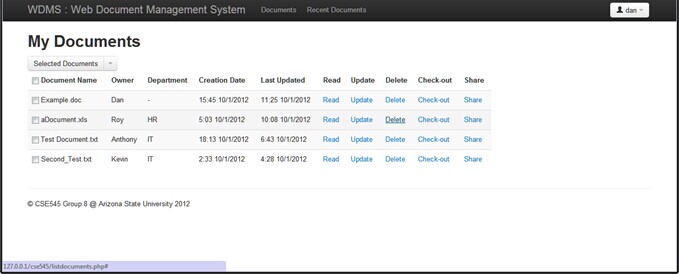 WDMS : Web Document Management System Documents Recent Documents dan
My Documents
Selected Documents
Document Name Owner Department Creation Date Last Updated Read Update Delete Check-out Share
Example.doc Dan - 15:45 10/1/2012 11:25 10/1/2012 Read Update Delete Check-out Share
aDocument.xls Roy HR 5:03 10/1/2012 10:08 10/1/2012 Read Update Delete Check-out Share
Test Document.txt Anthony IT 18:13 10/1/2012 6:43 10/1/2012 Read Update Delete Check-out Share
Second_Test.txt Kevin IT 2:33 10/1/2012 4:28 10/1/2012 Read Update Delete Check-out Share
© CSE545 Group 8 @ Arizona State University 2012
127.0.0.1/cse545/listdocuments.php#